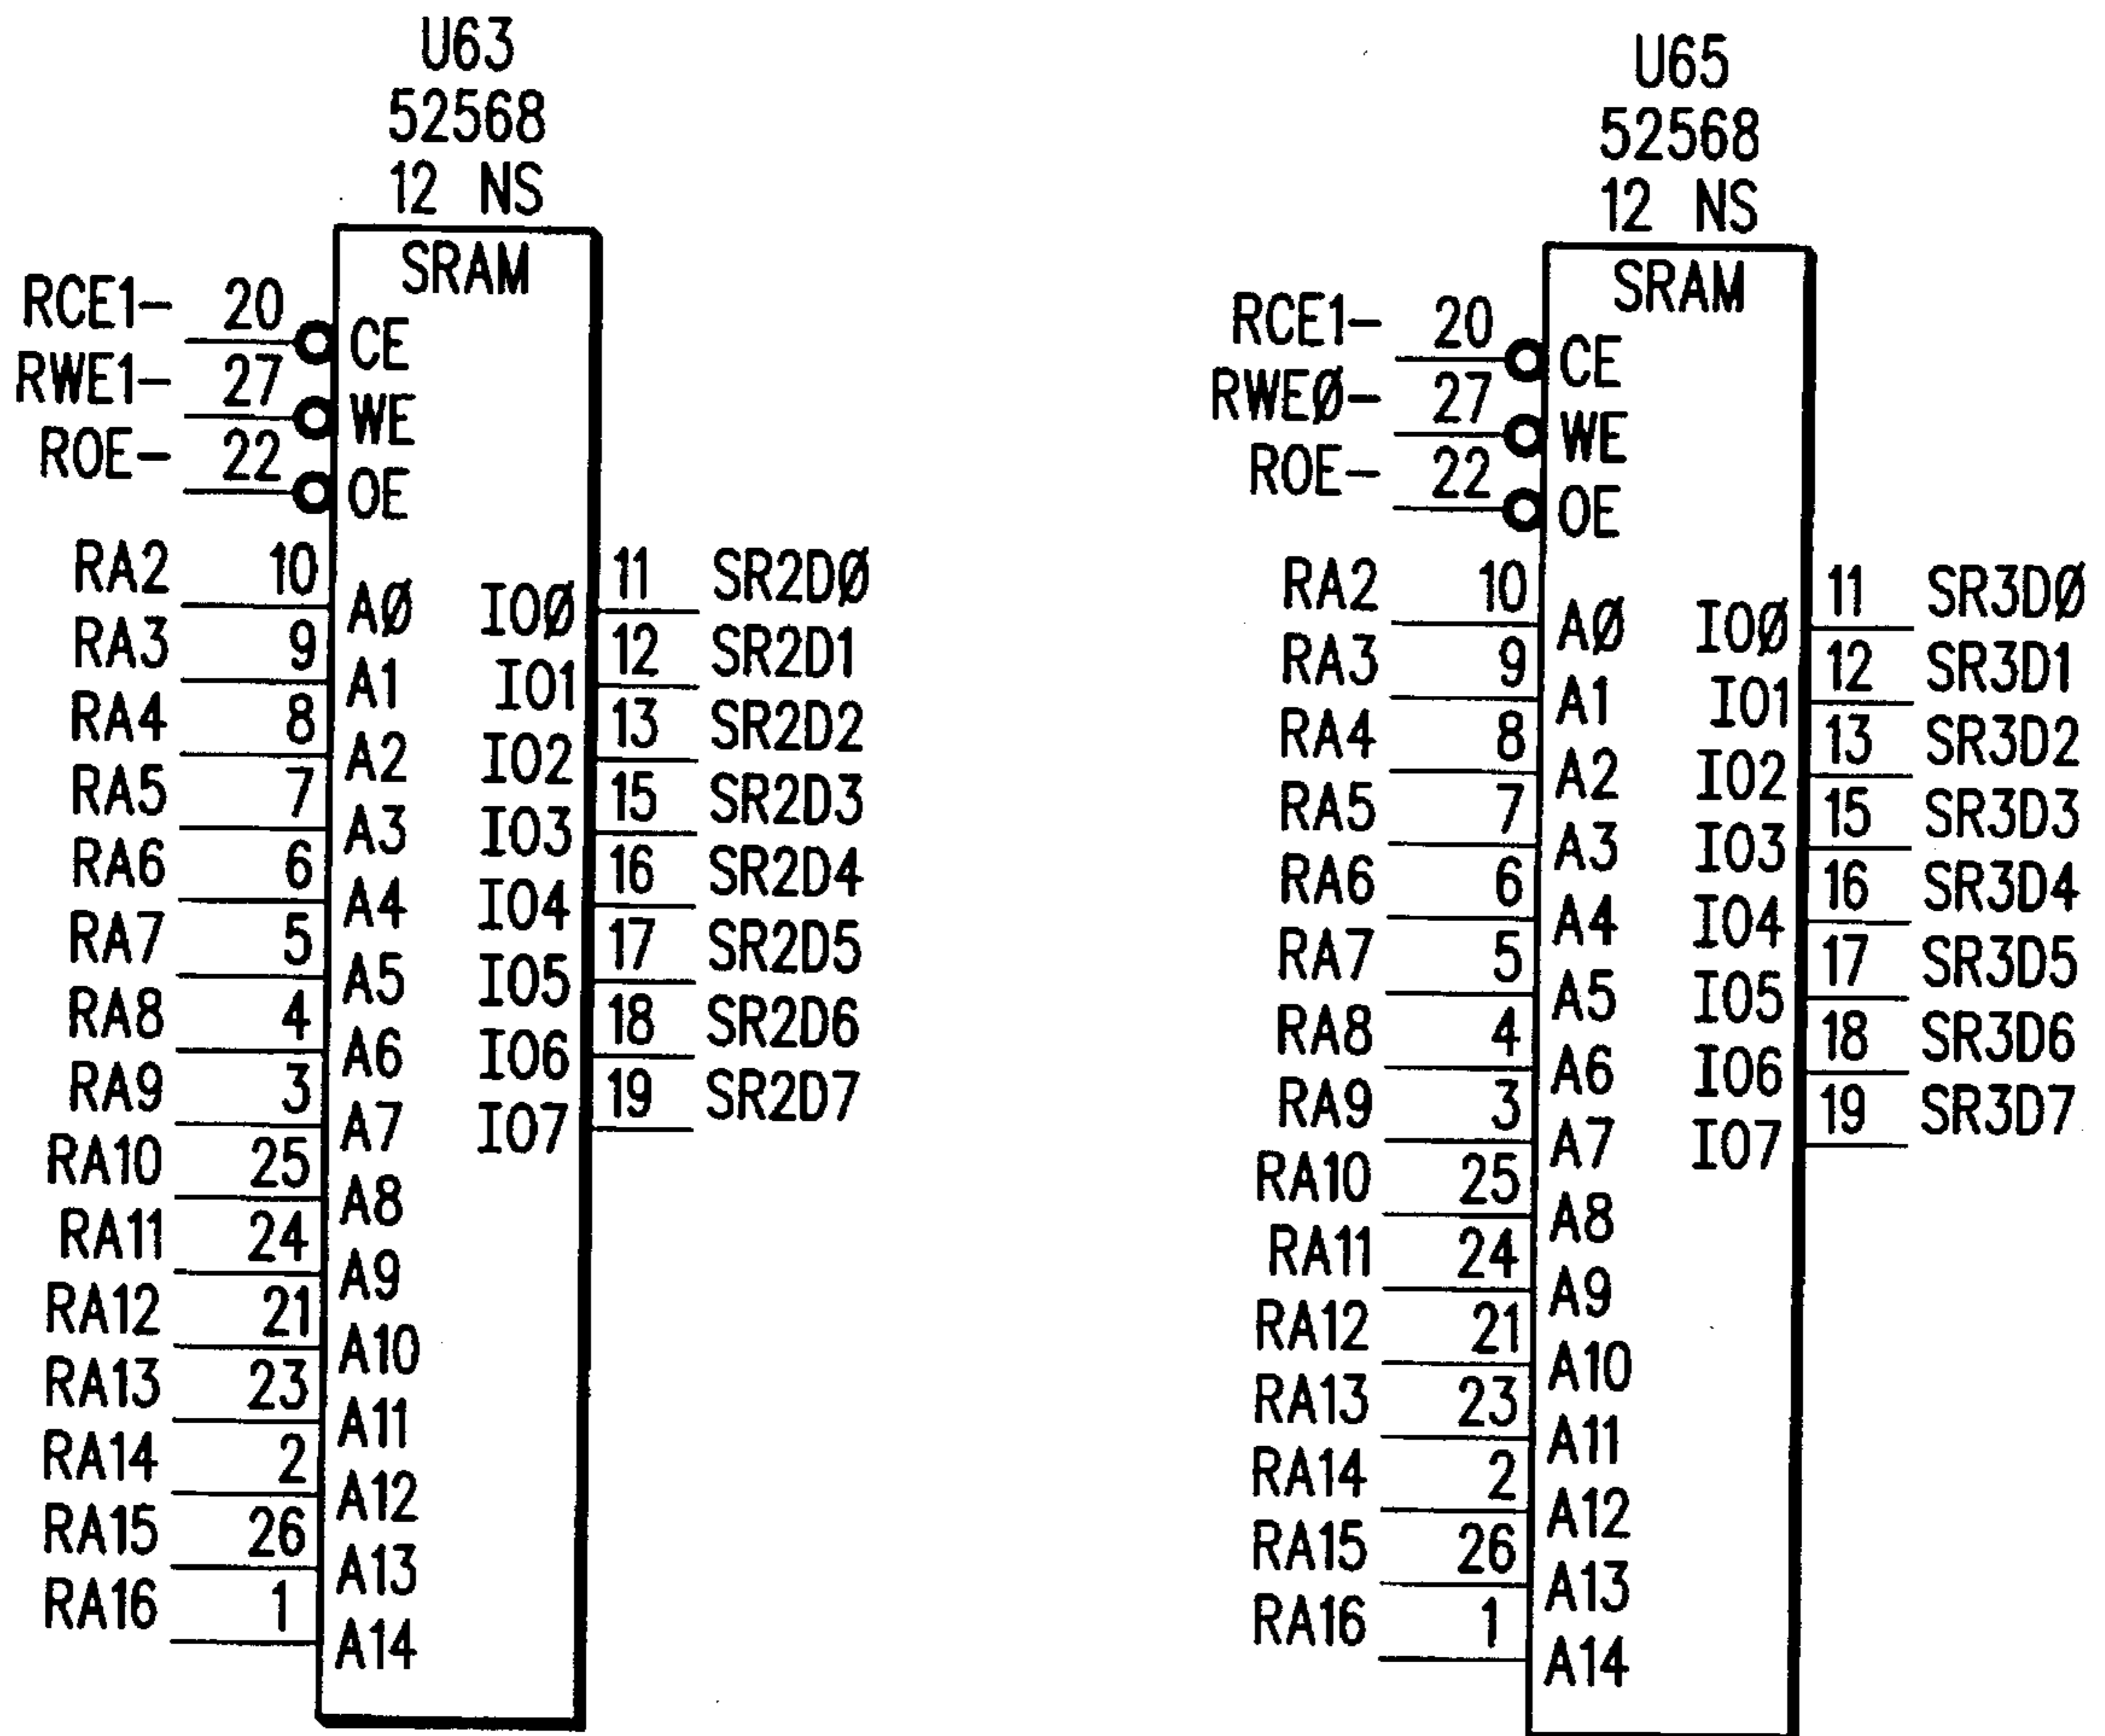 U63
52568
12 NS
SRAM
RCE1- 20 CE
RWE1- 27 WE
ROE- 22 OE
RA2 10 AØ IOØ 11 SR2DØ
RA3 9 A1 IO1 12 SR2D1
RA4 8 A2 IO2 13 SR2D2
RA5 7 A3 IO3 15 SR2D3
RA6 6 A4 IO4 16 SR2D4
RA7 5 A5 IO5 17 SR2D5
RA8 4 A6 IO6 18 SR2D6
RA9 3 A7 IO7 19 SR2D7
RA10 25 A8
RA11 24 A9
RA12 21 A10
RA13 23 A11
RA14 2 A12
RA15 26 A13
RA16 1 A14
U65
52568
12 NS
SRAM
RCE1- 20 CE
RWEØ- 27 WE
ROE- 22 OE
RA2 10 AØ IOØ 11 SR3DØ
RA3 9 A1 IO1 12 SR3D1
RA4 8 A2 IO2 13 SR3D2
RA5 7 A3 IO3 15 SR3D3
RA6 6 A4 IO4 16 SR3D4
RA7 5 A5 IO5 17 SR3D5
RA8 4 A6 IO6 18 SR3D6
RA9 3 A7 IO7 19 SR3D7
RA10 25 A8
RA11 24 A9
RA12 21 A10
RA13 23 A11
RA14 2 A12
RA15 26 A13
RA16 1 A14